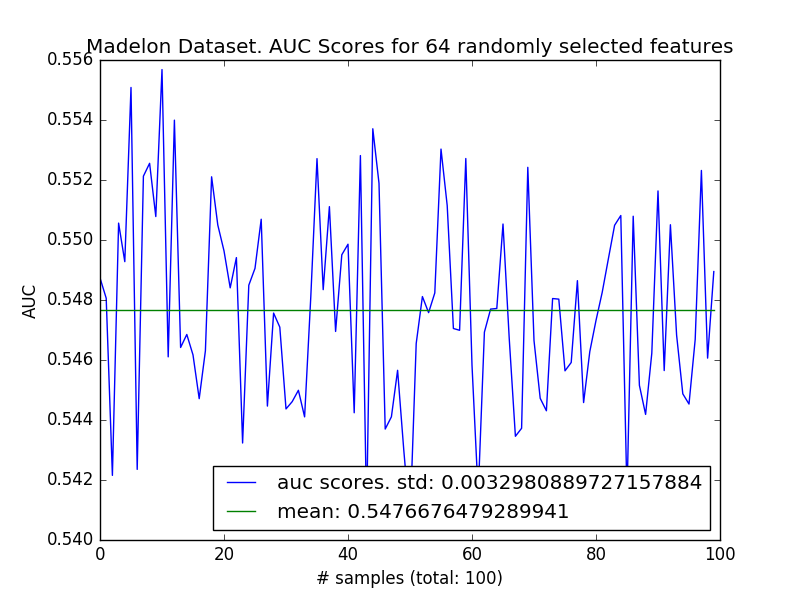 Madelon Dataset. AUC Scores for 64 randomly selected features
0.556
0.554
0.552
0.550
0.548
0.546
0.544
0.542
0.540
AUC
auc scores. std: 0.0032980889727157884
mean: 0.5476676479289941
0 20 40 60 80 100
# samples (total: 100)